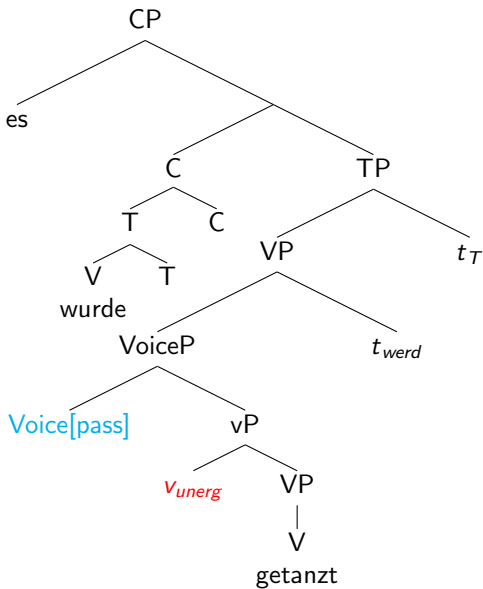 CP
es
C TP
T C
VP t_T
V T
wurde
VoiceP t_werd
Voice[pass] vP
v_unerg VP
V
getanzt